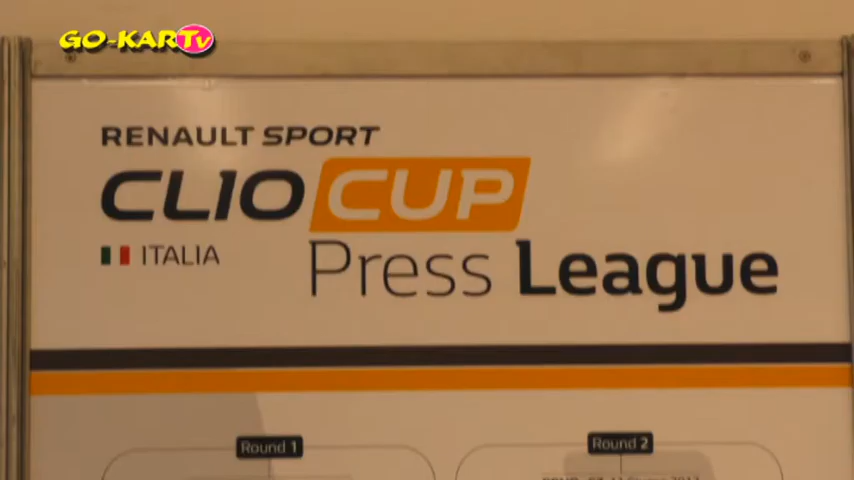 GO-KARTv
RENAULT SPORT
CLIO CUP
ITALIA
Press League
Round 1
Round 2